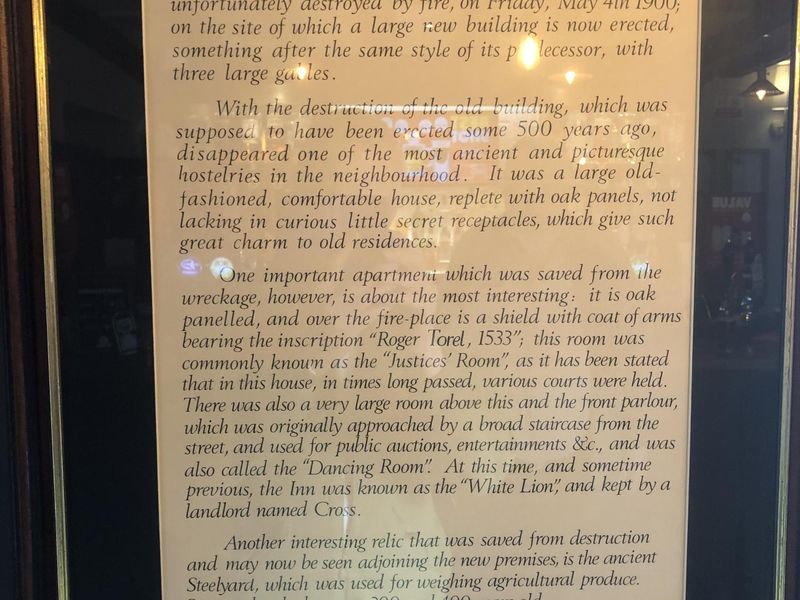 unfortunately destroyed by fire, on Friday, May 4th 1900;
on the site of which a large new building is now erected,
something after the same style of its predecessor, with
three large gables.
With the destruction of the old building, which was
supposed to have been erected some 500 years ago,
disappeared one of the most ancient and picturesque
hostelries in the neighbourhood. It was a large old-
fashioned, comfortable house, replete with oak panels, not
lacking in curious little secret receptacles, which give such
great charm to old residences.
One important apartment which was saved from the
wreckage, however, is about the most interesting: it is oak
panelled, and over the fire-place is a shield with coat of arms
bearing the inscription "Roger Torel, 1533"; this room was
commonly known as the "Justices' Room", as it has been stated
that in this house, in times long passed, various courts were held.
There was also a very large room above this and the front parlour,
which was originally approached by a broad staircase from the
street, and used for public auctions, entertainments &c., and was
also called the "Dancing Room". At this time, and sometime
previous, the Inn was known as the "White Lion", and kept by a
landlord named Cross.
Another interesting relic that was saved from destruction
and may now be seen adjoining the new premises, is the ancient
Steelyard, which was used for weighing agricultural produce.